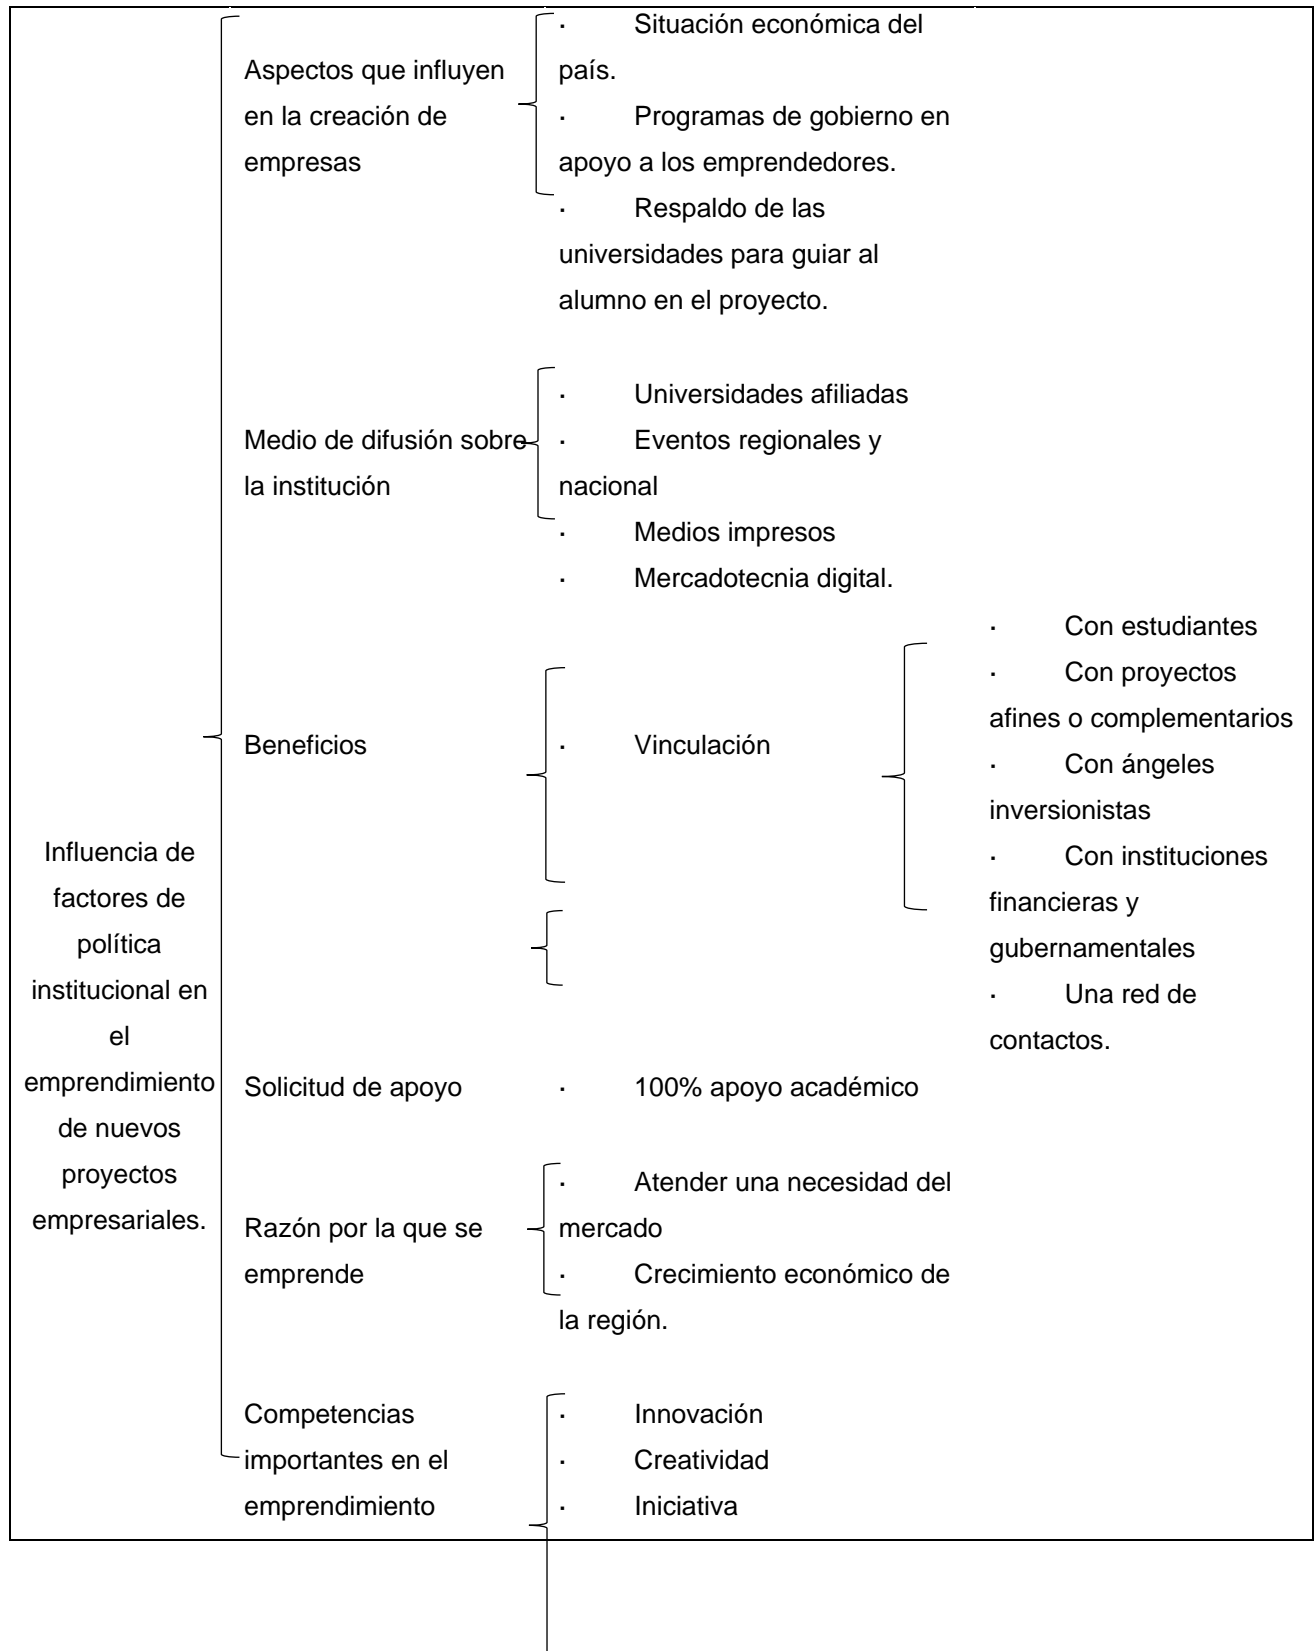 Influencia de
factores de
política
institucional en
el
emprendimiento
de nuevos
proyectos
empresariales.
Aspectos que influyen
en la creación de
empresas
· Situación económica del
país.
· Programas de gobierno en
apoyo a los emprendedores.
· Respaldo de las
universidades para guiar al
alumno en el proyecto.
Medio de difusión sobre
la institución
· Universidades afiliadas
· Eventos regionales y
nacional
· Medios impresos
· Mercadotecnia digital.
Beneficios
· Vinculación
· Con estudiantes
· Con proyectos
afines o complementarios
· Con ángeles
inversionistas
· Con instituciones
financieras y
gubernamentales
· Una red de
contactos.
Solicitud de apoyo
· 100% apoyo académico
Razón por la que se
emprende
· Atender una necesidad del
mercado
· Crecimiento económico de
la región.
Competencias
importantes en el
emprendimiento
· Innovación
· Creatividad
· Iniciativa